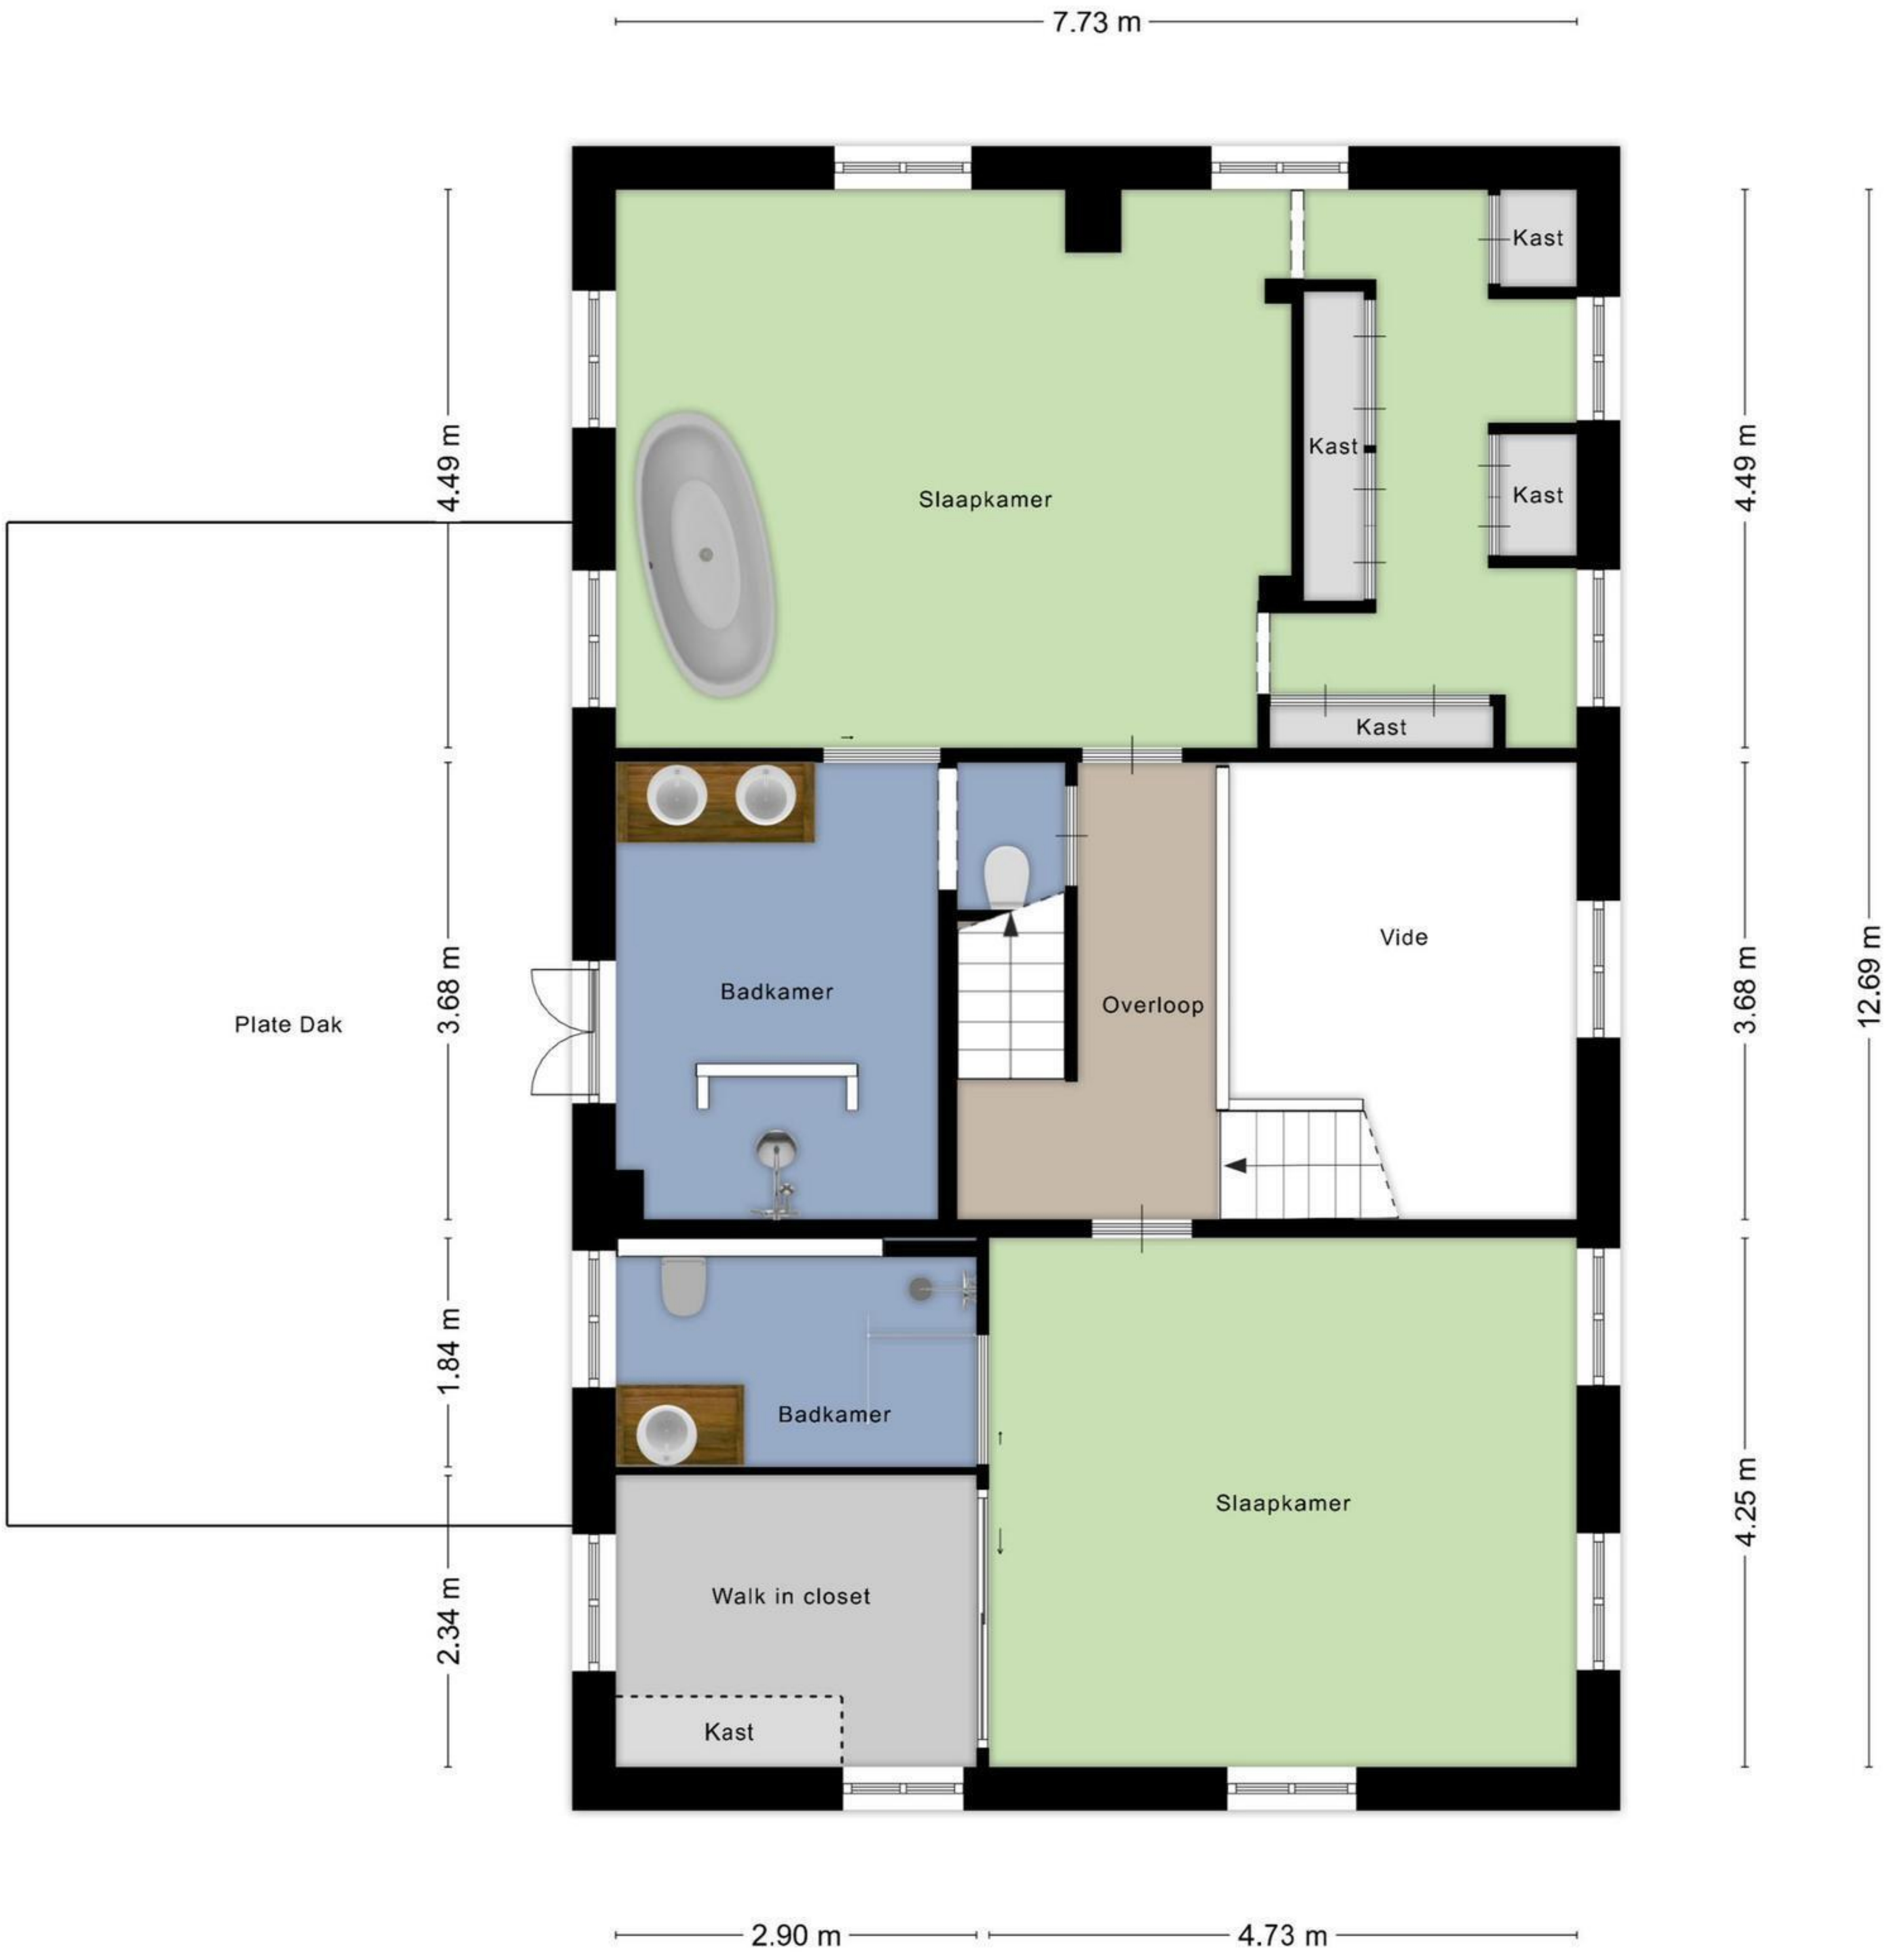 7.73 m
Kast
4.49 m
4.49 m
Kast
Kast
Slaapkamer
Kast
Vide
3.68 m
Badkamer
Overloop
3.68 m
12.69 m
Plate Dak
1.84 m
Badkamer
4.25 m
Slaapkamer
2.34 m
Walk in closet
Kast
2.90 m
4.73 m